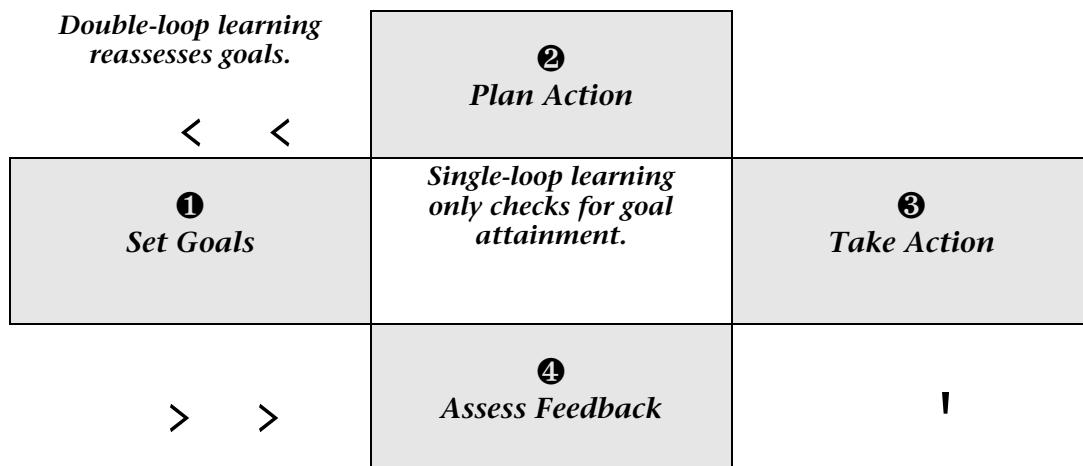 Double-loop learning
reassesses goals.
❷
Plan Action
< <
❶
Set Goals
Single-loop learning
only checks for goal
attainment.
❸
Take Action
❹
Assess Feedback
> >
'